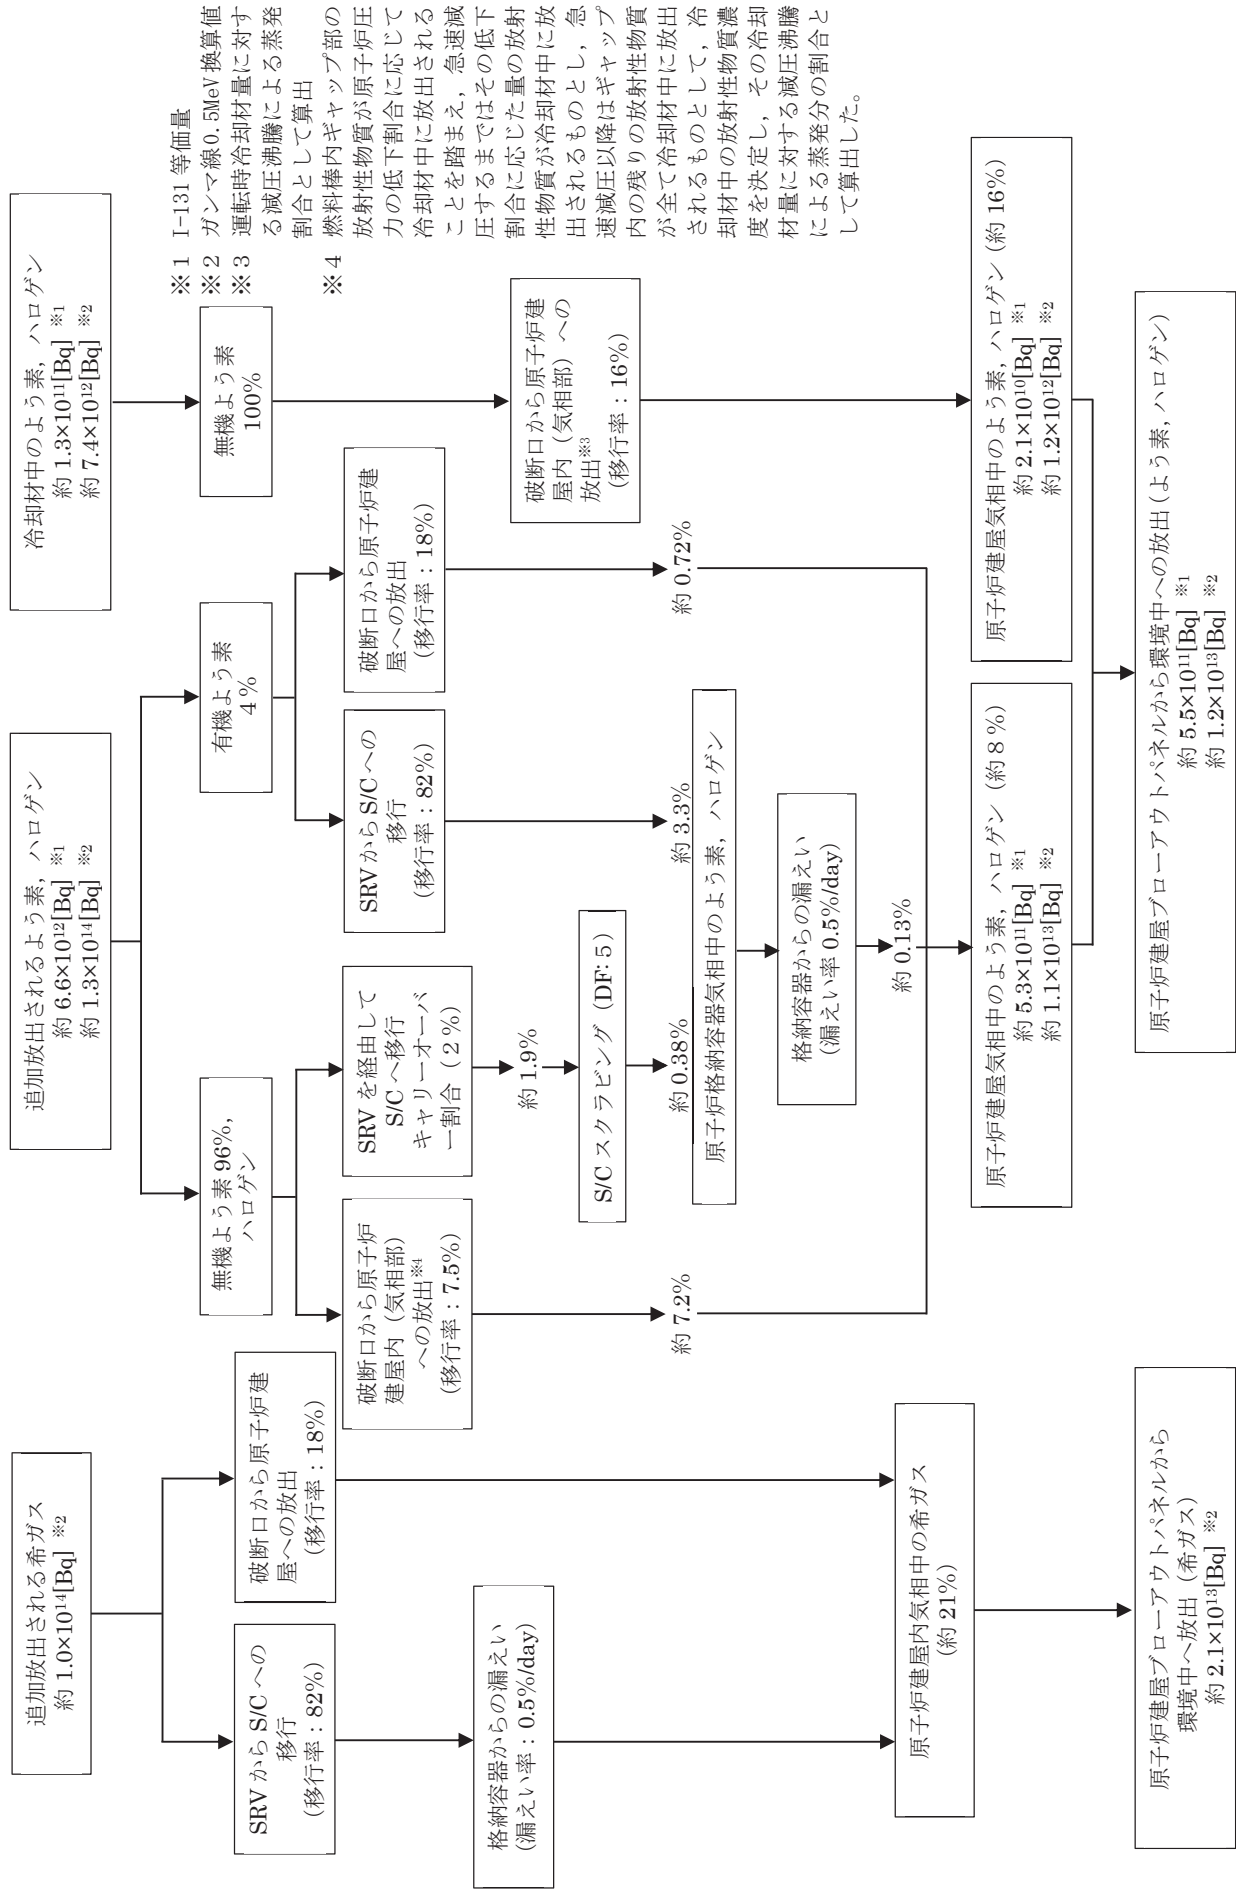 追加放出される希ガス
約 1.0×10¹⁴[Bq] ※2
SRV から S/C への
移行
(移行率：82%)
破断口から原子炉建
屋への放出
(移行率：18%)
格納容器からの漏えい
(漏えい率：0.5%/day)
原子炉建屋内気相中の希ガス
(約 21%)
原子炉建屋ブローアウトパネルから
環境中へ放出（希ガス）
約 2.1×10¹³[Bq] ※2
追加放出されるよう素，ハロゲン
約 6.6×10¹²[Bq] ※1
約 1.3×10¹⁴[Bq] ※2
無機よう素 96%，
ハロゲン
有機よう素
4 %
破断口から原子炉
建屋内（気相部）
への放出※4
(移行率：7.5%)
SRV を経由して
S/C へ移行
キャリーオーバ
ー割合（2 %）
SRV から S/C への
移行
(移行率：82%)
破断口から原子炉建
屋への放出
(移行率：18%)
約 1.9%
S/C スクラビング（DF: 5）
約 7.2%
約 0.38%
約 3.3%
約 0.72%
原子炉格納容器気相中のよう素，ハロゲン
格納容器からの漏えい
(漏えい率 0.5%/day)
約 0.13%
原子炉建屋気相中のよう素，ハロゲン（約 8 %）
約 5.3×10¹¹[Bq] ※1
約 1.1×10¹³[Bq] ※2
冷却材中のよう素，ハロゲン
約 1.3×10¹¹[Bq] ※1
約 7.4×10¹²[Bq] ※2
無機よう素
100%
破断口から原子炉建
屋内（気相部）への
放出※3
(移行率：16%)
原子炉建屋気相中のよう素，ハロゲン（約 16%）
約 2.1×10¹⁰[Bq] ※1
約 1.2×10¹²[Bq] ※2
原子炉建屋ブローアウトパネルから環境中への放出（よう素，ハロゲン）
約 5.5×10¹¹[Bq] ※1
約 1.2×10¹³[Bq] ※2
※1 I-131 等価量
※2 ガンマ線0.5MeV 換算値
※3 運転時冷却材量に対す
る減圧沸騰による蒸発
割合として算出
※4 燃料棒内ギャップ部の
放射性物質が原子炉圧
力の低下割合に応じて
冷却材中に放出される
ことを踏まえ，急速減
圧するまではその低下
割合に応じた量の放射
性物質が冷却材中に放
出されるものとし，急
速減圧以降はギャップ
内の残りの放射性物質
が全て冷却材中に放出
されるものとして，冷
却材中の放射性物質濃
度を決定し，その冷却
材量に対する減圧沸騰
による蒸発分の割合と
して算出した。